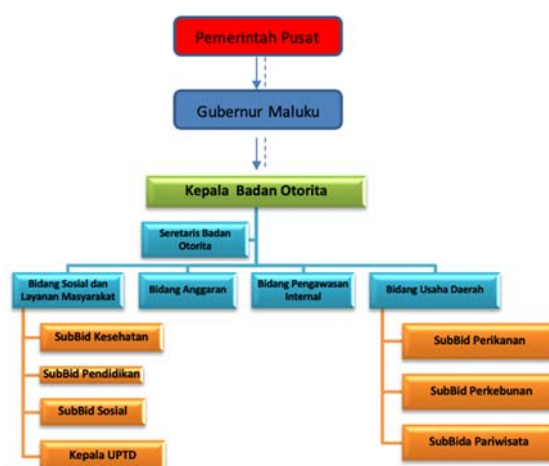 Pemerintah Pusat
Gubernur Maluku
Kepala Badan Otorita
Seretaris Badan
Otorita
Bidang Sosial dan
Layanan Masyarakat
Bidang Anggaran
Bidang Pengawasan
Internal
Bidang Usaha Daerah
SubBid Kesehatan
SubBid Pendidikan
SubBid Sosial
Kepala UPTD
SubBid Perikanan
SubBid Perkebunan
SubBida Pariwisata